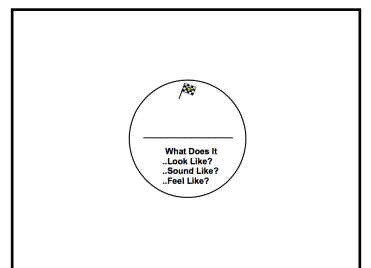 What Does It
..Look Like?
..Sound Like?
..Feel Like?